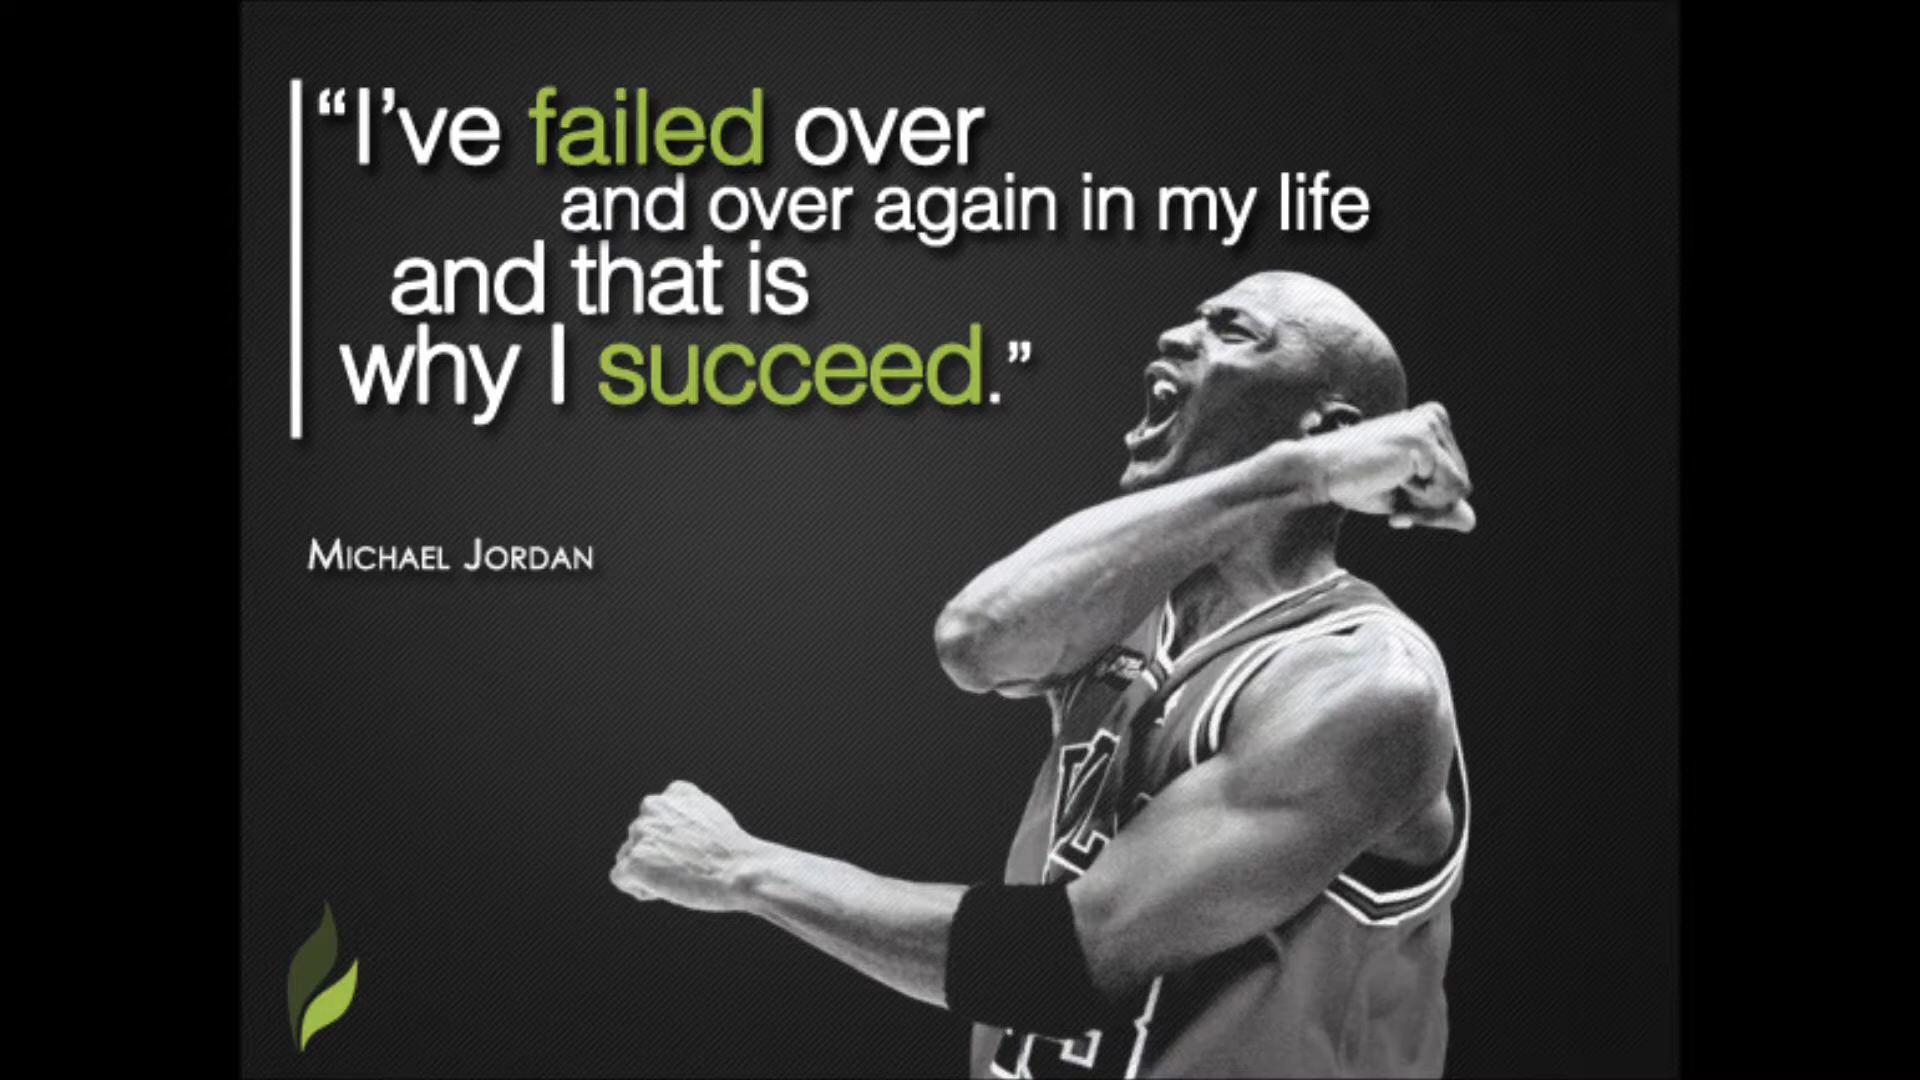 “I’ve failed over
and over again in my life
and that is
why I succeed.”
Michael Jordan